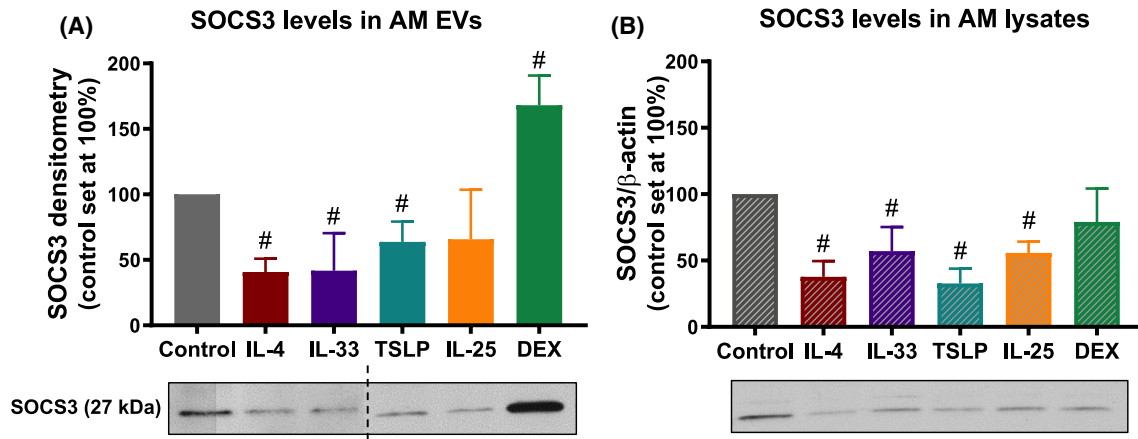 (A)
SOCS3 levels in AM EVs
SOCS3 densitometry
(control set at 100%)
200
150
100
50
0
#
#
#
#
Control IL-4 IL-33 TSLP IL-25 DEX
SOCS3 (27 kDa)
(B)
SOCS3 levels in AM lysates
SOCS3/β-actin
(control set at 100%)
200
150
100
50
0
#
#
#
#
Control IL-4 IL-33 TSLP IL-25 DEX